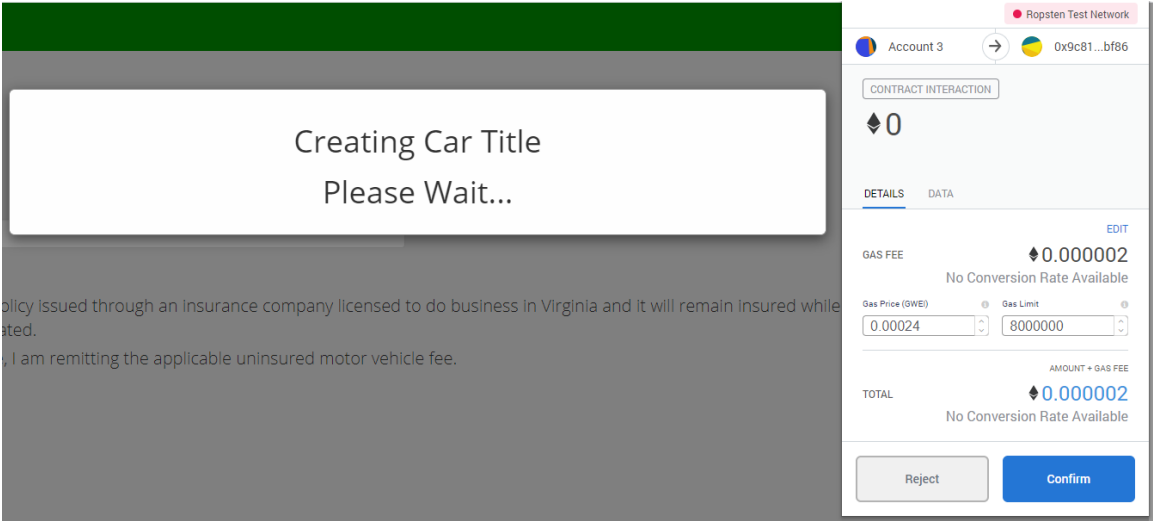 Creating Car Title
Please Wait...
olicy issued through an insurance company licensed to do business in Virginia and it will remain insured while
ated.
, I am remitting the applicable uninsured motor vehicle fee.
Ropsten Test Network
Account 3
0x9c81...bf86
CONTRACT INTERACTION
0
DETAILS DATA
EDIT
GAS FEE 0.000002
No Conversion Rate Available
Gas Price (GWEI) Gas Limit
0.00024 8000000
AMOUNT + GAS FEE
TOTAL 0.000002
No Conversion Rate Available
Reject Confirm